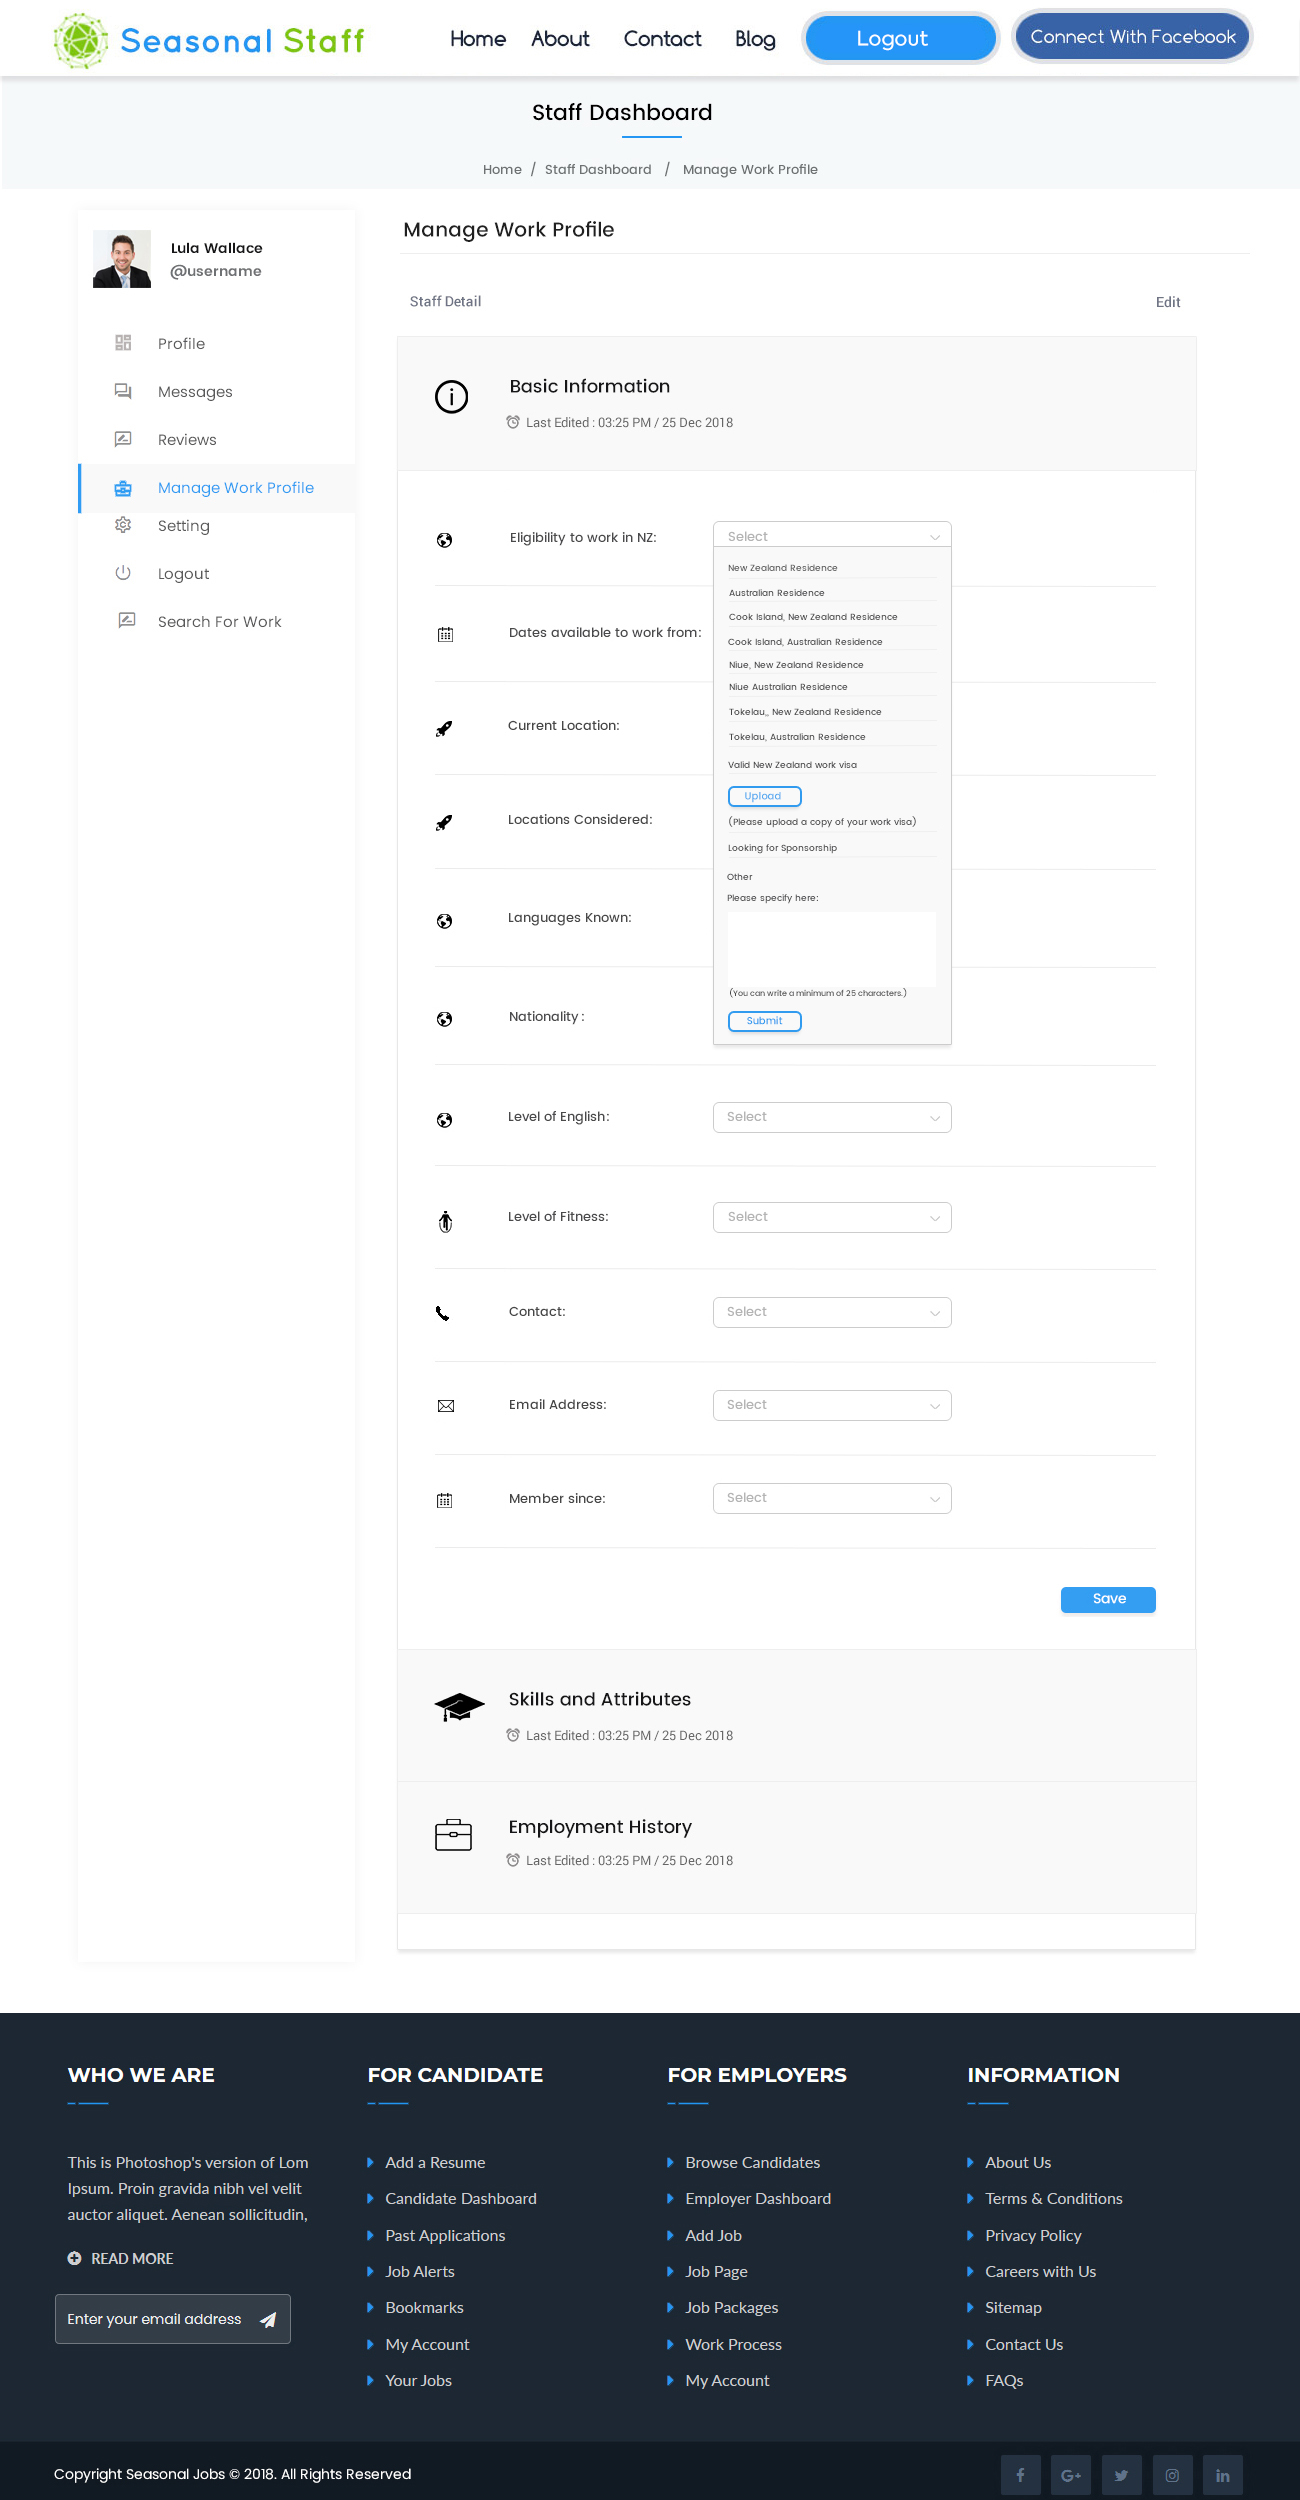 Seasonal Staff
Home About Contact Blog Logout Connect With Facebook
Staff Dashboard
Home / Staff Dashboard / Manage Work Profile
Lula Wallace
@username
Profile
Messages
Reviews
Manage Work Profile
Setting
Logout
Search For Work
Manage Work Profile
Staff Detail Edit
Basic Information
Last Edited : 03:25 PM / 25 Dec 2018
Eligibility to work in NZ: Select
New Zealand Residence
Australian Residence
Cook Island, New Zealand Residence
Cook Island, Australian Residence
Niue, New Zealand Residence
Niue Australian Residence
Tokelau,, New Zealand Residence
Tokelau, Australian Residence
Valid New Zealand work visa
Upload
(Please upload a copy of your work visa)
Looking for Sponsorship
Other
Please specify here:
(You can write a minimum of 25 characters.)
Submit
Dates available to work from:
Current Location:
Locations Considered:
Languages Known:
Nationality :
Level of English: Select
Level of Fitness: Select
Contact: Select
Email Address: Select
Member since: Select
Save
Skills and Attributes
Last Edited : 03:25 PM / 25 Dec 2018
Employment History
Last Edited : 03:25 PM / 25 Dec 2018
WHO WE ARE
This is Photoshop's version of Lom
Ipsum. Proin gravida nibh vel velit
auctor aliquet. Aenean sollicitudin,
READ MORE
Enter your email address
FOR CANDIDATE
Add a Resume
Candidate Dashboard
Past Applications
Job Alerts
Bookmarks
My Account
Your Jobs
FOR EMPLOYERS
Browse Candidates
Employer Dashboard
Add Job
Job Page
Job Packages
Work Process
My Account
INFORMATION
About Us
Terms & Conditions
Privacy Policy
Careers with Us
Sitemap
Contact Us
FAQs
Copyright Seasonal Jobs © 2018. All Rights Reserved